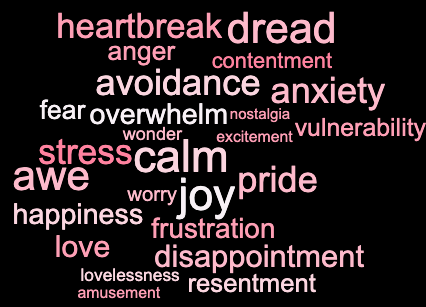 heartbreak dread
anger contentment
avoidance anxiety
fear overwhelm nostalgia
wonder excitement vulnerability
stress calm
awe worry joy pride
happiness frustration
love disappointment
lovelessness resentment
amusement